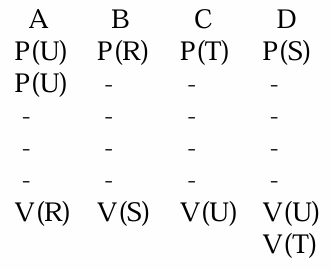 A B C D
P(U) P(R) P(T) P(S)
P(U) - - -
- - - -
- - - -
- - - -
V(R) V(S) V(U) V(U)
V(T)